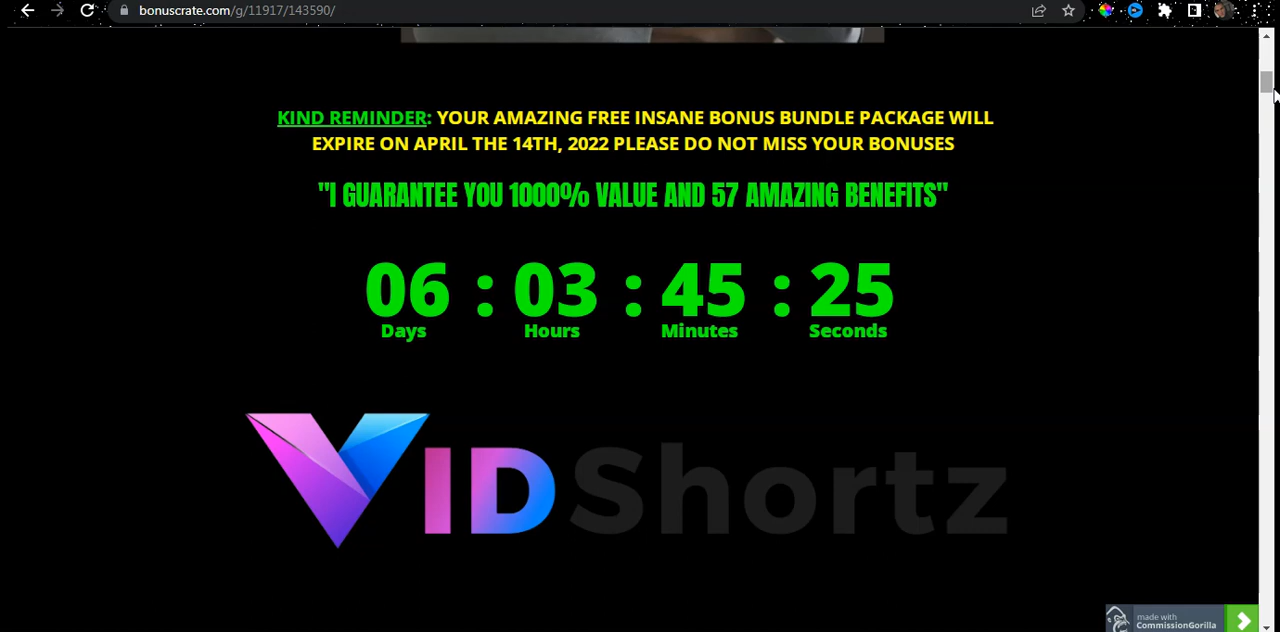 bonuscrate.com/g/11917/143590/
KIND REMINDER: YOUR AMAZING FREE INSANE BONUS BUNDLE PACKAGE WILL
EXPIRE ON APRIL THE 14TH, 2022 PLEASE DO NOT MISS YOUR BONUSES
"I GUARANTEE YOU 1000% VALUE AND 57 AMAZING BENEFITS"
06 : 03 : 45 : 25
Days Hours Minutes Seconds
VIDShortz
made with
CommissionGorilla